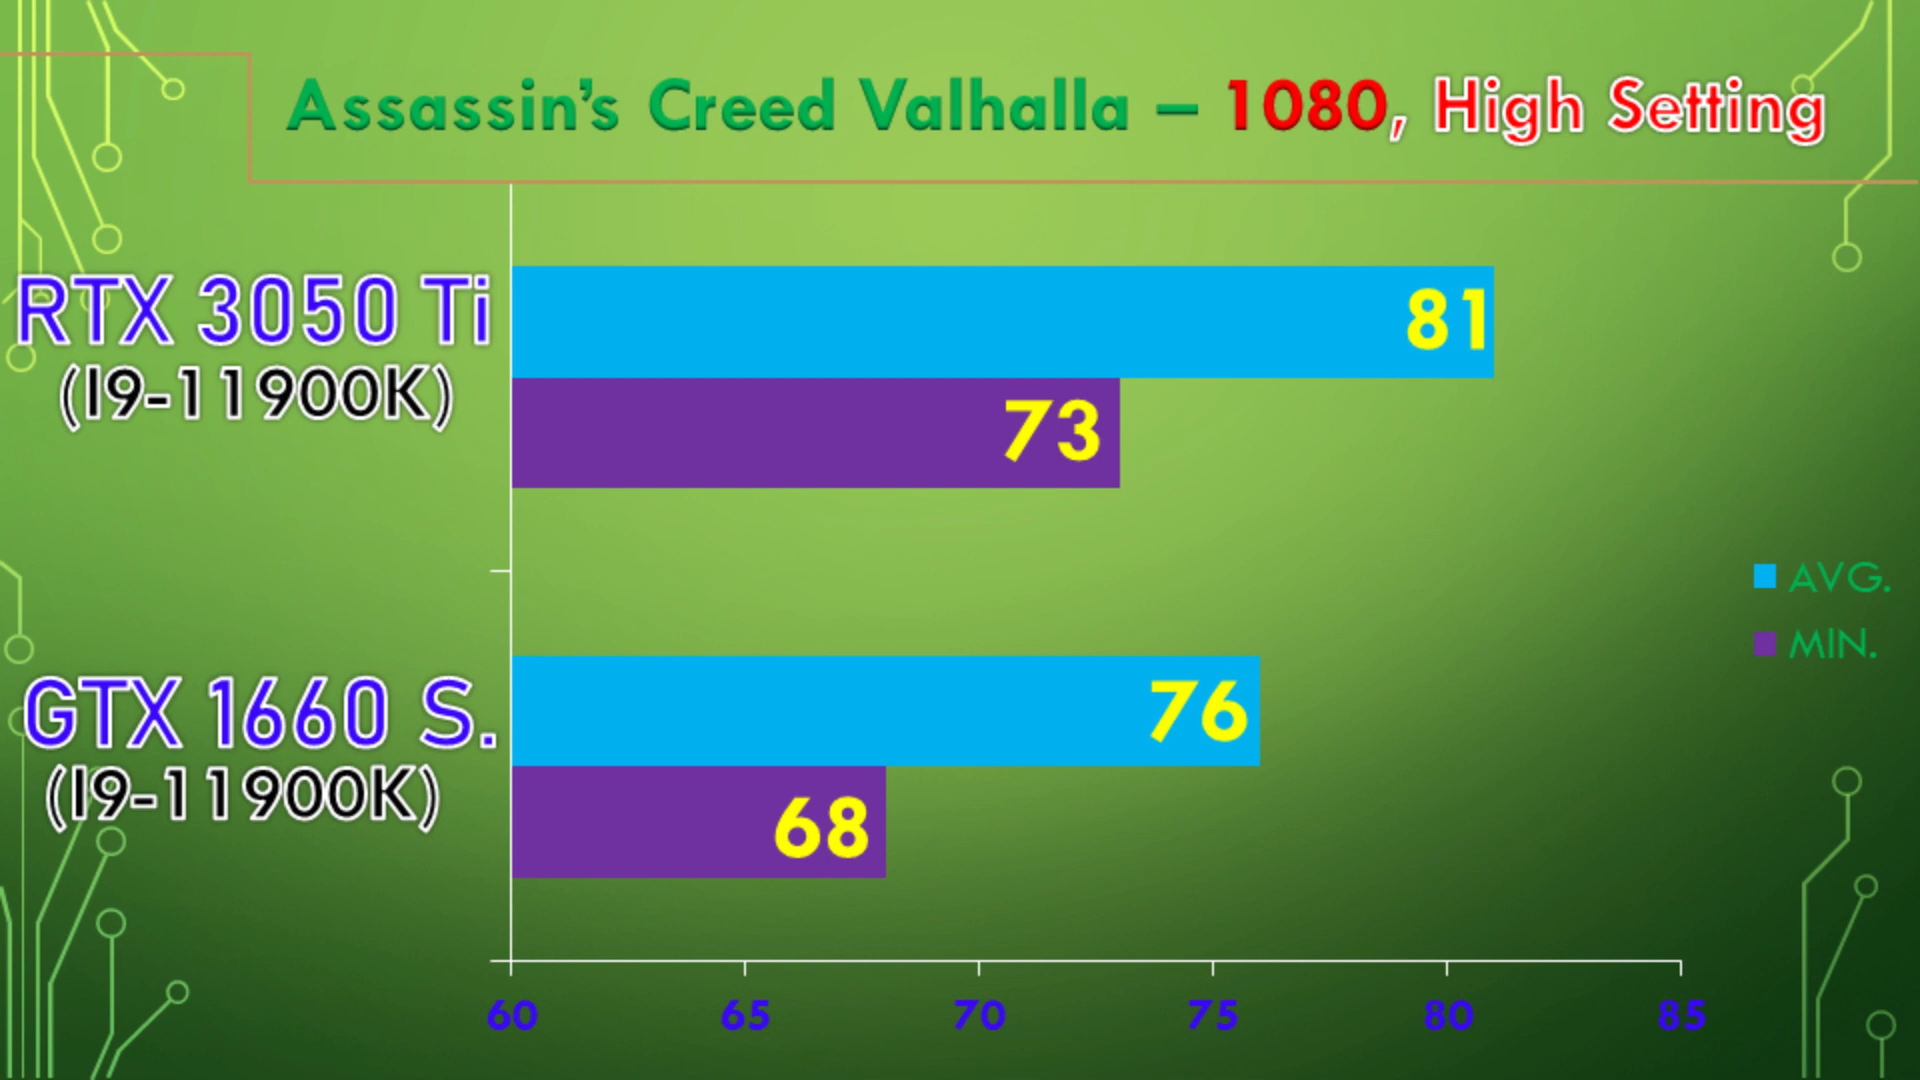 Assassin’s Creed Valhalla – 1080, High Setting
RTX 3050 Ti
(I9-11900K)
81
73
GTX 1660 S.
(I9-11900K)
76
68
AVG.
MIN.
60 65 70 75 80 85